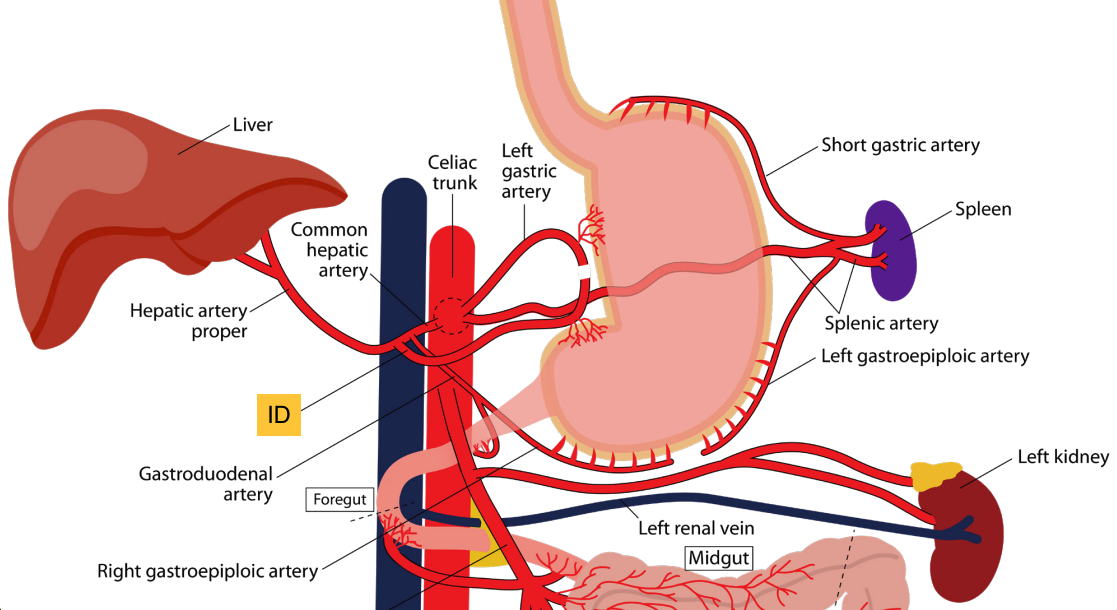 Liver
Celiac
trunk
Left
gastric
artery
Short gastric artery
Spleen
Common
hepatic
artery
Hepatic artery
proper
Splenic artery
Left gastroepiploic artery
ID
Gastroduodenal
artery
Foregut
Left kidney
Left renal vein
Midgut
Right gastroepiploic artery